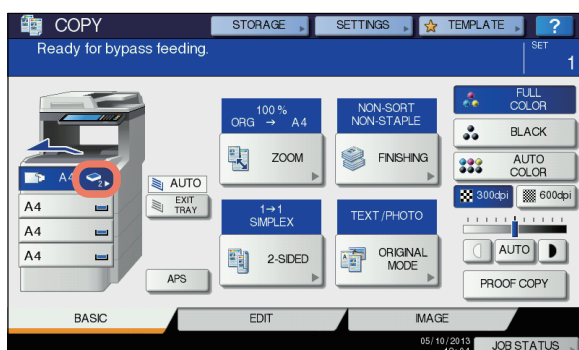 COPY
STORAGE
SETTINGS
TEMPLATE
?
Ready for bypass feeding.
SET
1
100 %
ORG → A4
ZOOM
NON-SORT
NON-STAPLE
FINISHING
FULL
COLOR
BLACK
AUTO
COLOR
300dpi
600dpi
A4
2
A4
A4
A4
AUTO
EXIT
TRAY
APS
1→1
SIMPLEX
2-SIDED
TEXT/PHOTO
ORIGINAL
MODE
AUTO
PROOF COPY
BASIC
EDIT
IMAGE
05/10/2013
JOB STATUS